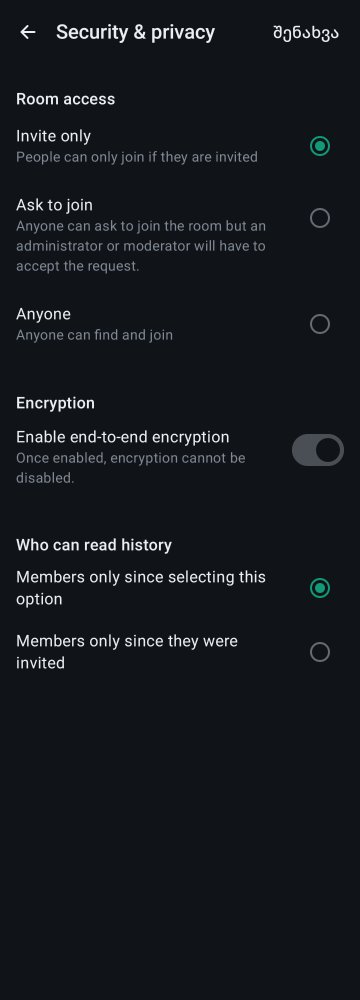 Security & privacy
შენახვა
Room access
Invite only
People can only join if they are invited
Ask to join
Anyone can ask to join the room but an
administrator or moderator will have to
accept the request.
Anyone
Anyone can find and join
Encryption
Enable end-to-end encryption
Once enabled, encryption cannot be
disabled.
Who can read history
Members only since selecting this
option
Members only since they were
invited